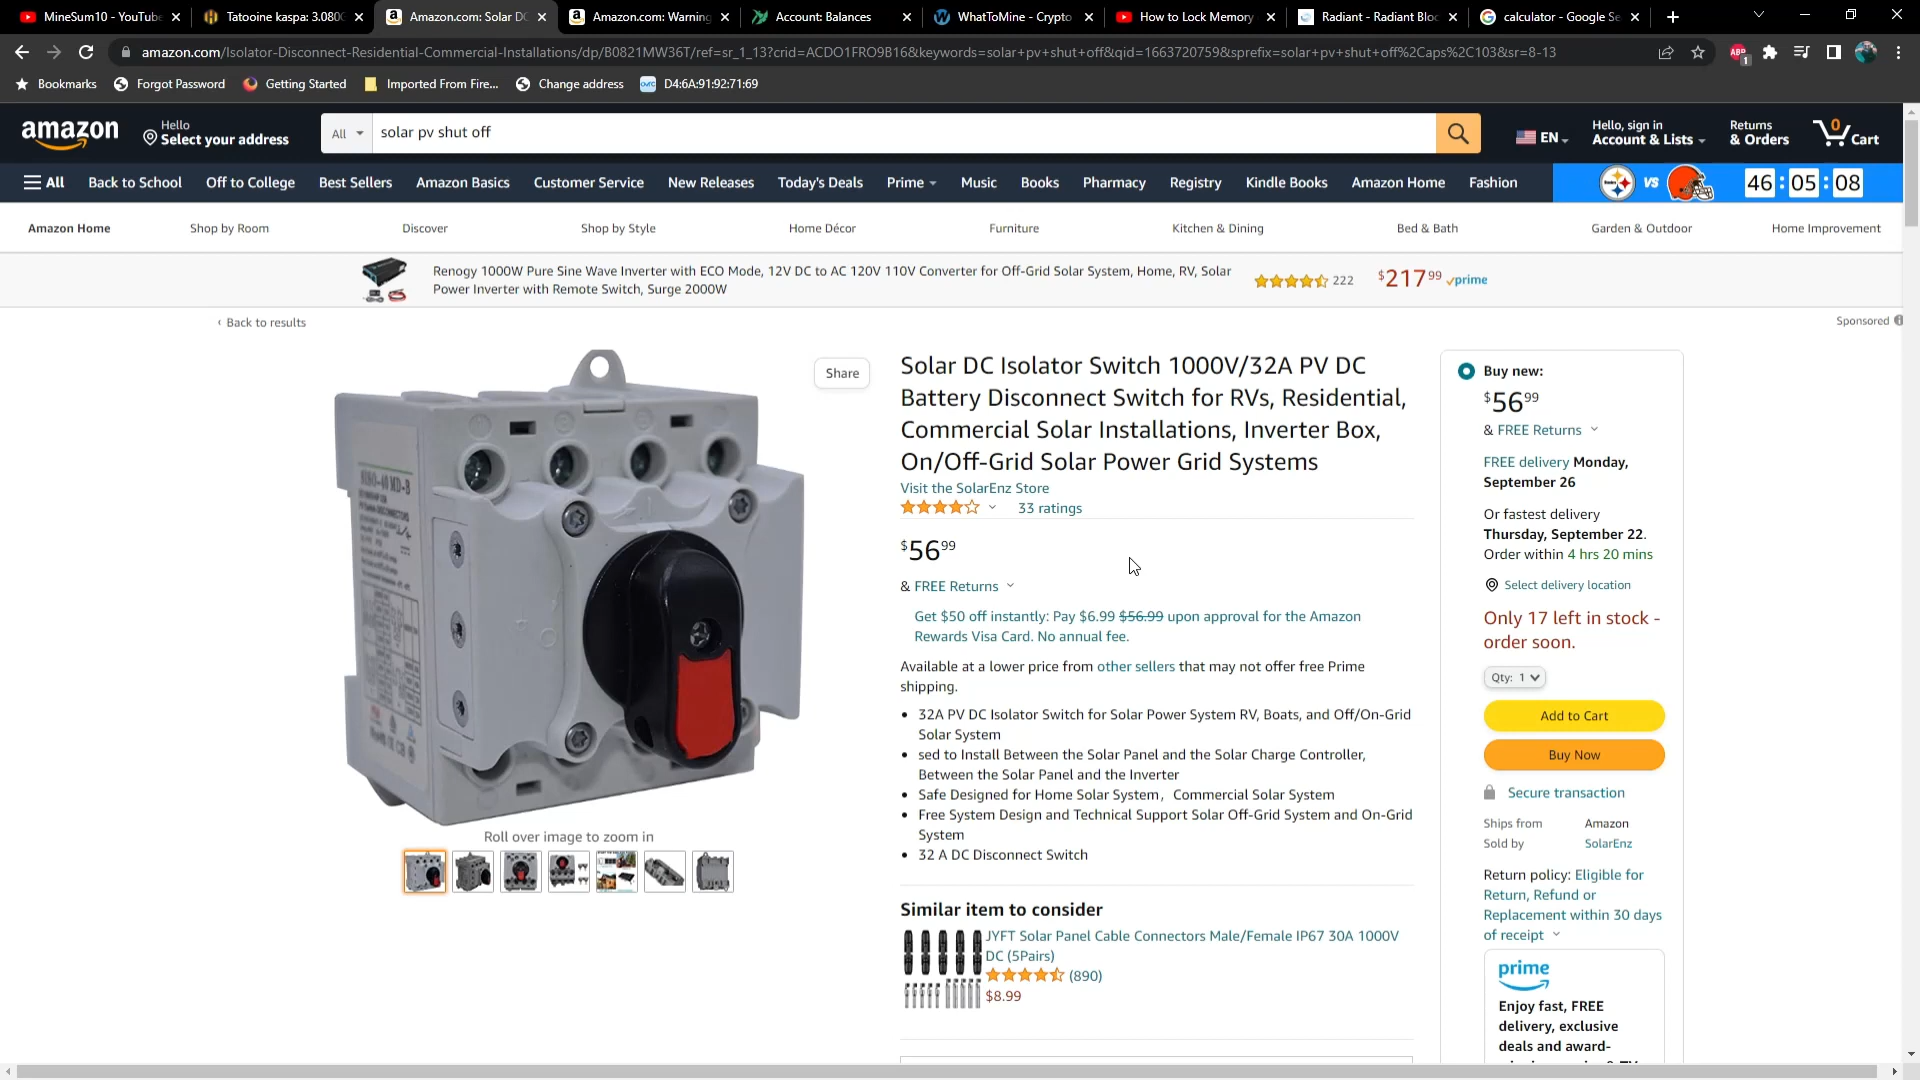 MineSum10 - YouTube
Tatooine kaspa: 3.080G
Amazon.com: Solar DC
Amazon.com: Warning
Account: Balances
WhatToMine - Crypto
How to Lock Memory
Radiant - Radiant Bloc
calculator - Google Se
amazon.com/Isolator-Disconnect-Residential-Commercial-Installations/dp/B0821MW36T/ref=sr_1_13?crid=ACDO1FRO9B16&keywords=solar+pv+shut+off&qid=1663720759&sprefix=solar+pv+shut+off%2Caps%2C103&sr=8-13
Bookmarks
Forgot Password
Getting Started
Imported From Fire...
Change address
D4:6A:91:92:71:69
amazon
Hello
Select your address
All
solar pv shut off
EN
Hello, sign in
Account & Lists
Returns
& Orders
0
Cart
All
Back to School
Off to College
Best Sellers
Amazon Basics
Customer Service
New Releases
Today's Deals
Prime
Music
Books
Pharmacy
Registry
Kindle Books
Amazon Home
Fashion
VS
46 : 05 : 08
Amazon Home
Shop by Room
Discover
Shop by Style
Home Décor
Furniture
Kitchen & Dining
Bed & Bath
Garden & Outdoor
Home Improvement
Renogy 1000W Pure Sine Wave Inverter with ECO Mode, 12V DC to AC 120V 110V Converter for Off-Grid Solar System, Home, RV, Solar
Power Inverter with Remote Switch, Surge 2000W
222
$217 99
prime
‹ Back to results
Sponsored
Share
Solar DC Isolator Switch 1000V/32A PV DC
Battery Disconnect Switch for RVs, Residential,
Commercial Solar Installations, Inverter Box,
On/Off-Grid Solar Power Grid Systems
Visit the SolarEnz Store
33 ratings
$56 99
& FREE Returns
Get $50 off instantly: Pay $6.99 $56.99 upon approval for the Amazon
Rewards Visa Card. No annual fee.
Available at a lower price from other sellers that may not offer free Prime
shipping.
• 32A PV DC Isolator Switch for Solar Power System RV, Boats, and Off/On-Grid
Solar System
• sed to Install Between the Solar Panel and the Solar Charge Controller,
Between the Solar Panel and the Inverter
• Safe Designed for Home Solar System, Commercial Solar System
• Free System Design and Technical Support Solar Off-Grid System and On-Grid
System
• 32 A DC Disconnect Switch
Roll over image to zoom in
Similar item to consider
JYFT Solar Panel Cable Connectors Male/Female IP67 30A 1000V
DC (5Pairs)
(890)
$8.99
Buy new:
$56 99
& FREE Returns
FREE delivery Monday,
September 26
Or fastest delivery
Thursday, September 22.
Order within 4 hrs 20 mins
Select delivery location
Only 17 left in stock -
order soon.
Qty: 1
Add to Cart
Buy Now
Secure transaction
Ships from Amazon
Sold by SolarEnz
Return policy: Eligible for
Return, Refund or
Replacement within 30 days
of receipt
prime
Enjoy fast, FREE
delivery, exclusive
deals and award-